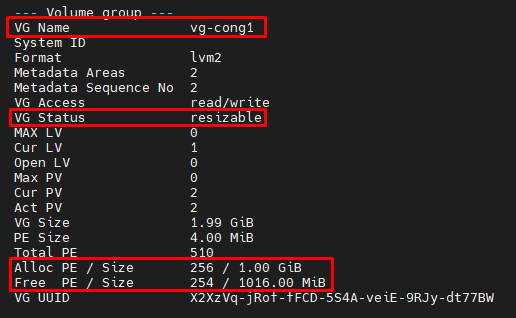 --- Volume group ---
VG Name vg-cong1
System ID
Format lvm2
Metadata Areas 2
Metadata Sequence No 2
VG Access read/write
VG Status resizable
MAX LV 0
Cur LV 1
Open LV 0
Max PV 0
Cur PV 2
Act PV 2
VG Size 1.99 GiB
PE Size 4.00 MiB
Total PE 510
Alloc PE / Size 256 / 1.00 GiB
Free PE / Size 254 / 1016.00 MiB
VG UUID X2XzVq-jRof-fFCD-5S4A-veiE-9RJy-dt77BW